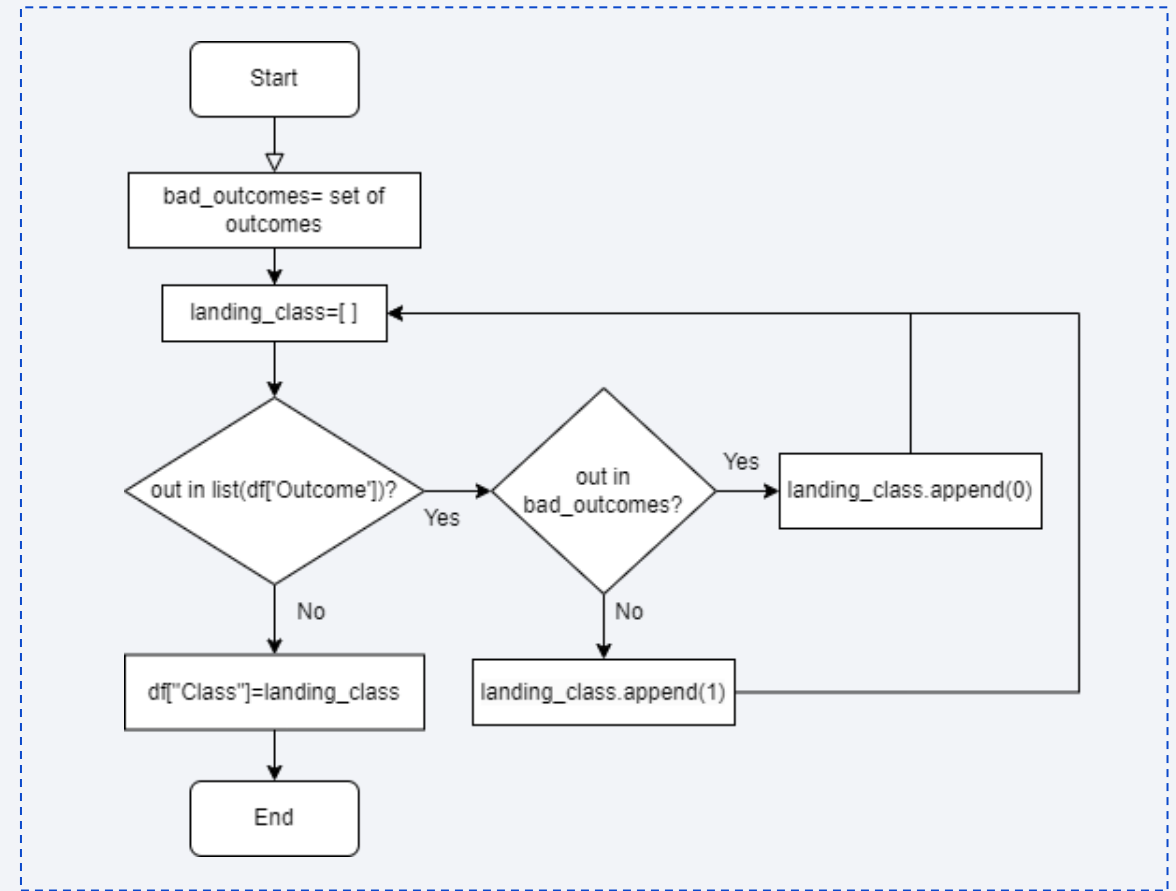 Start
bad_outcomes= set of
outcomes
landing_class=[ ]
out in list(df['Outcome'])?
Yes
out in
bad_outcomes?
Yes
landing_class.append(0)
No
No
df["Class"]=landing_class
landing_class.append(1)
End